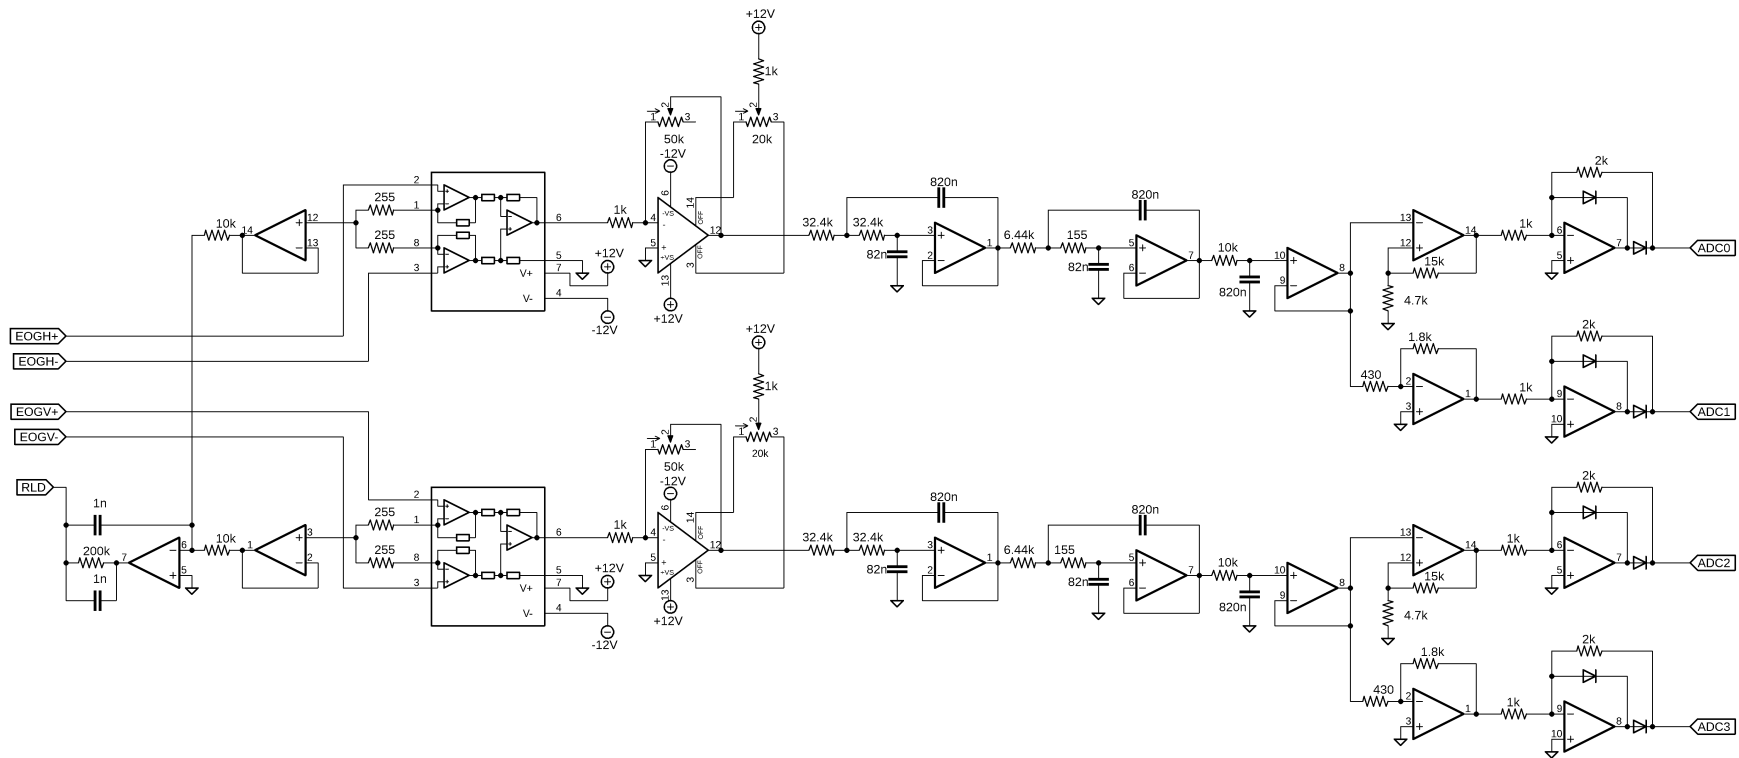 +12V
1k
2
1 3
20k
2
1 3
50k
-12V
6
14
-VS
OFF
4
-
5
+
+VS
OFF
12
3
13
+12V
1k
EOGH+
EOGH-
EOGV+
EOGV-
RLD
10k
14
12
13
255
255
2
1
8
3
6
5
7
4
V+
V-
+12V
-12V
32.4k
32.4k
82n
820n
3
2
1
6.44k
155
82n
820n
5
6
7
10k
820n
10
9
8
13
12
14
15k
4.7k
1k
2k
6
5
7
ADC0
430
1.8k
2
3
1
1k
2k
9
10
8
ADC1
1n
200k
1n
7
6
5
10k
1
3
2
255
255
2
1
8
3
6
5
7
4
V+
V-
+12V
-12V
1k
+12V
1k
2
1 3
20k
2
1 3
50k
-12V
6
14
-VS
OFF
4
-
5
+
+VS
OFF
12
3
13
+12V
32.4k
32.4k
82n
820n
3
2
1
6.44k
155
82n
820n
5
6
7
10k
820n
10
9
8
13
12
14
15k
4.7k
1k
2k
6
5
7
ADC2
430
1.8k
2
3
1
1k
2k
9
10
8
ADC3